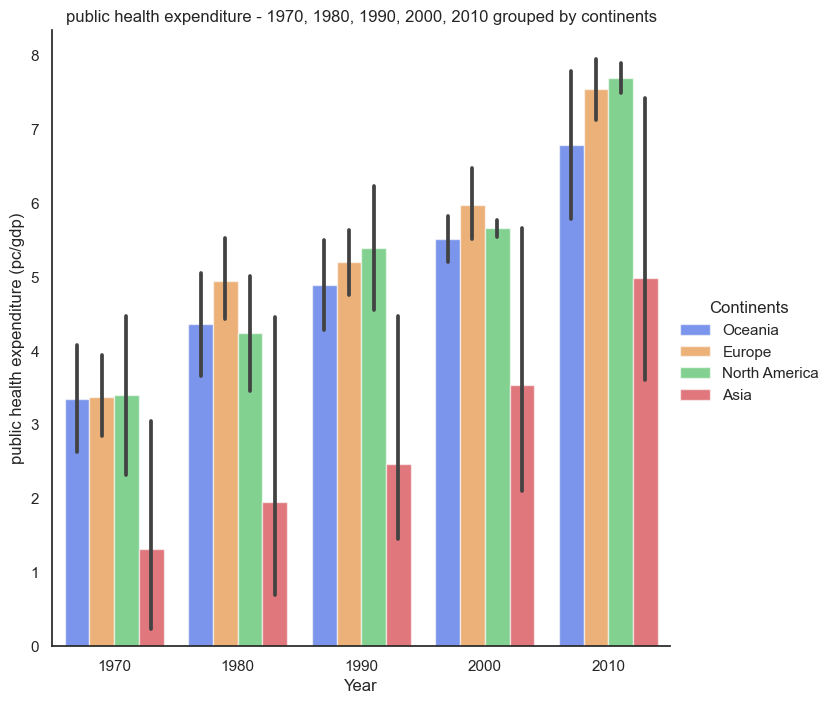 public health expenditure - 1970, 1980, 1990, 2000, 2010 grouped by continents
public health expenditure (pc/gdp)
8
7
6
5
4
3
2
1
0
1970 1980 1990 2000 2010
Year
Continents
Oceania
Europe
North America
Asia